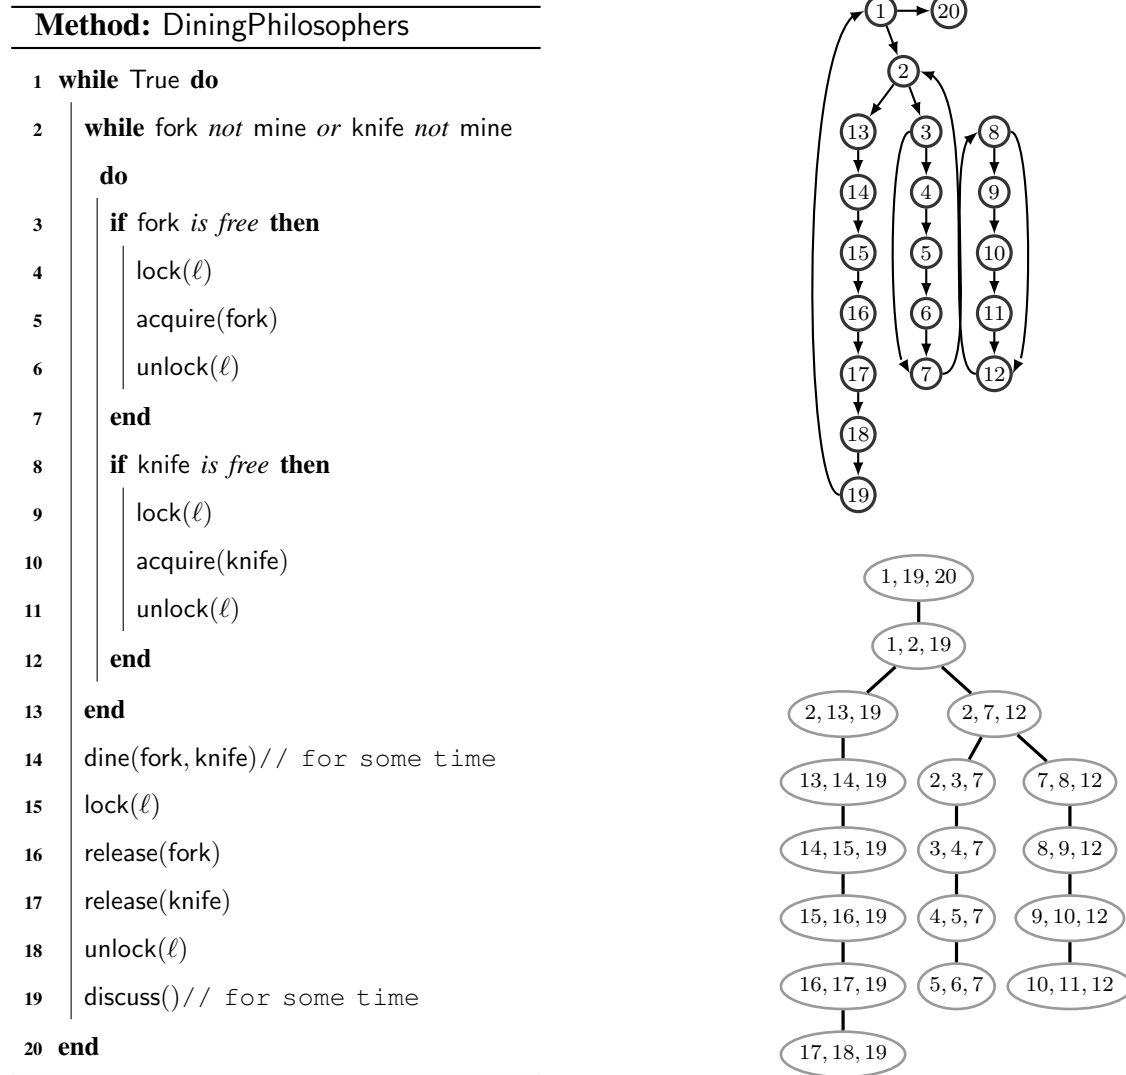 Method: DiningPhilosophers
1 while True do
2 while fork not mine or knife not mine
do
3 if fork is free then
4 lock(ℓ)
5 acquire(fork)
6 unlock(ℓ)
7 end
8 if knife is free then
9 lock(ℓ)
10 acquire(knife)
11 unlock(ℓ)
12 end
13 end
14 dine(fork, knife)// for some time
15 lock(ℓ)
16 release(fork)
17 release(knife)
18 unlock(ℓ)
19 discuss()// for some time
20 end
1 20
2
13 3 8
14 4 9
15 5 10
16 6 11
17 7 12
18
19
1, 19, 20
1, 2, 19
2, 13, 19 2, 7, 12
13, 14, 19 2, 3, 7 7, 8, 12
14, 15, 19 3, 4, 7 8, 9, 12
15, 16, 19 4, 5, 7 9, 10, 12
16, 17, 19 5, 6, 7 10, 11, 12
17, 18, 19